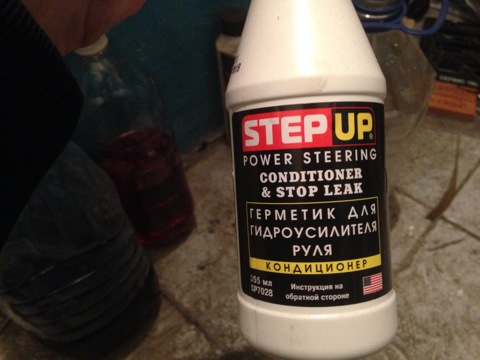 STEP UP®
POWER STEERING
CONDITIONER
& STOP LEAK
ГЕРМЕТИК ДЛЯ
ГИДРОУСИЛИТЕЛЯ
РУЛЯ
КОНДИЦИОНЕР
355 мл
SP7028
Инструкция на
обратной стороне